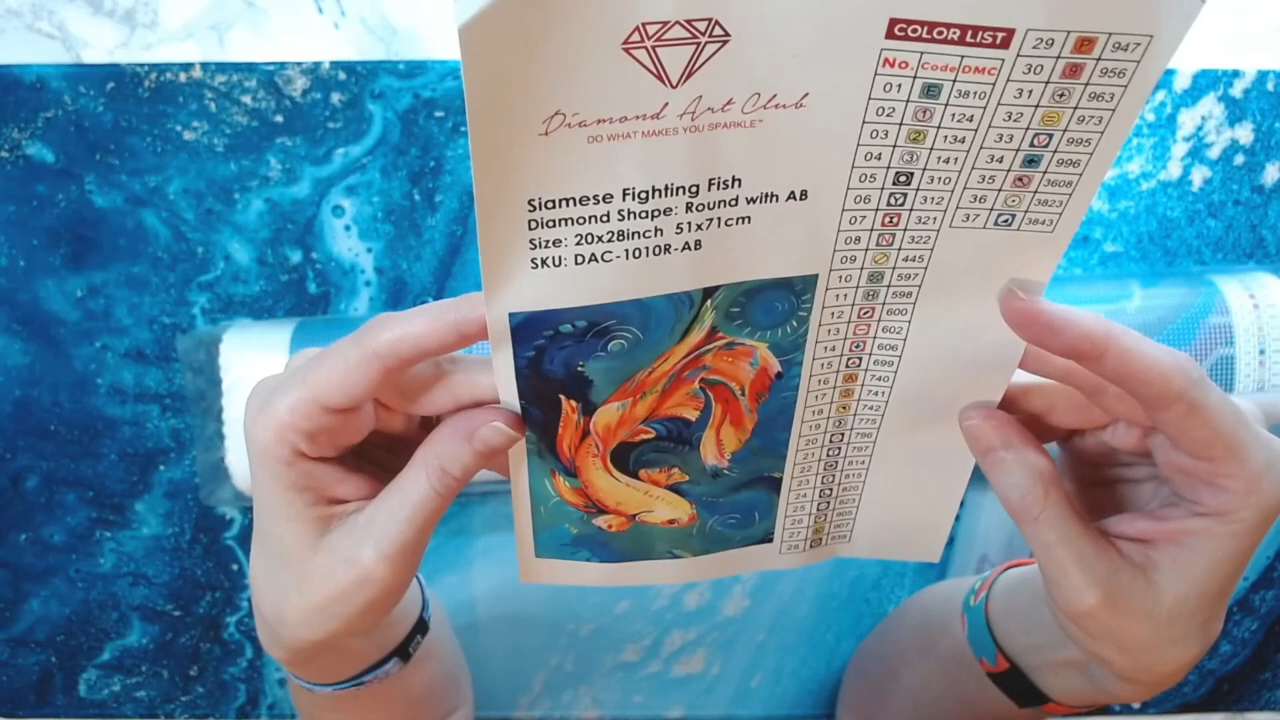 Diamond Art Club
DO WHAT MAKES YOU SPARKLE™
Siamese Fighting Fish
Diamond Shape: Round with AB
Size: 20x28inch 51x71cm
SKU: DAC-1010R-AB
COLOR LIST
No. Code DMC
01 E 3810
02 1 124
03 2 134
04 3 141
05 310
06 Y 312
07 321
08 N 322
09 445
10 597
11 H 598
12 600
13 602
14 606
15 699
16 A 740
17 S 741
18 742
19 775
20 796
21 797
22 814
23 815
24 820
25 823
26 905
27 907
28 939
29 P 947
30 9 956
31 + 963
32 = 973
33 V 995
34 996
35 3608
36 3823
37 3843